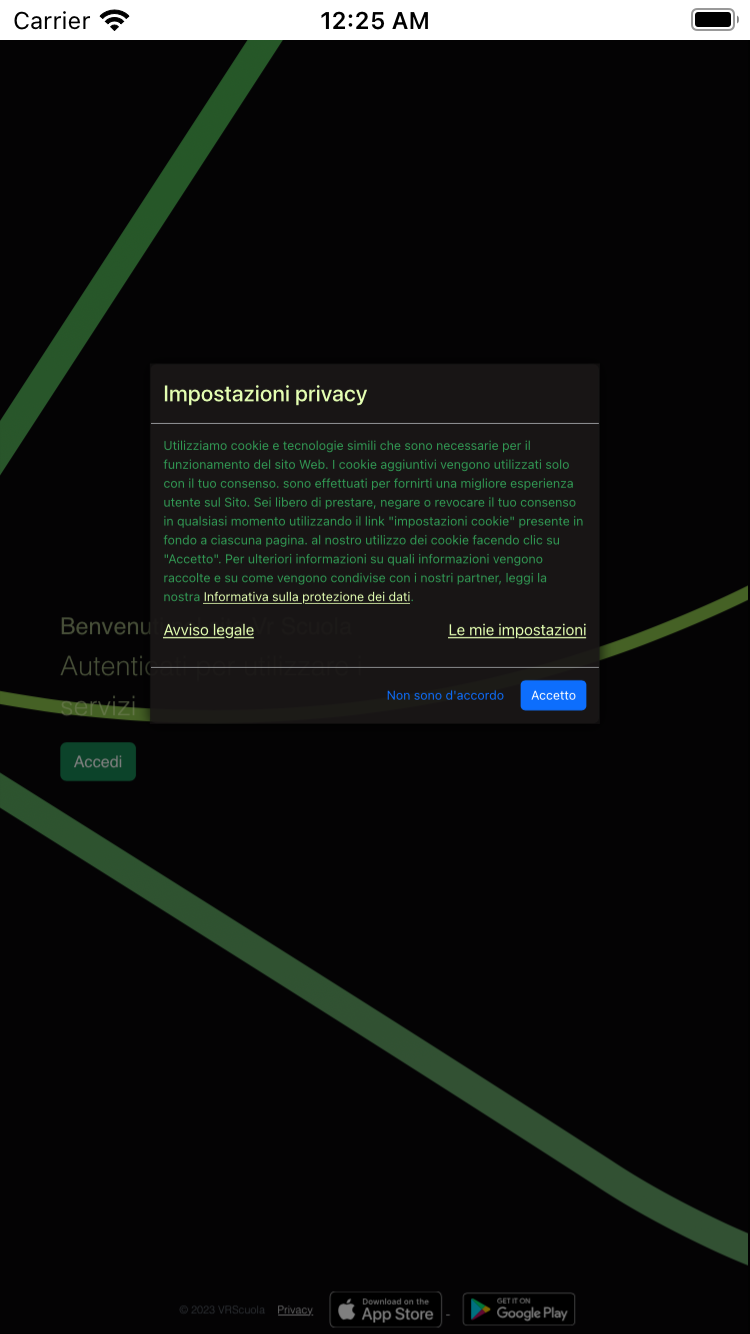 Carrier
12:25 AM
Impostazioni privacy
Utilizziamo cookie e tecnologie simili che sono necessarie per il
funzionamento del sito Web. I cookie aggiuntivi vengono utilizzati solo
con il tuo consenso. sono effettuati per fornirti una migliore esperienza
utente sul Sito. Sei libero di prestare, negare o revocare il tuo consenso
in qualsiasi momento utilizzando il link "impostazioni cookie" presente in
fondo a ciascuna pagina. al nostro utilizzo dei cookie facendo clic su
"Accetto". Per ulteriori informazioni su quali informazioni vengono
raccolte e su come vengono condivise con i nostri partner, leggi la
nostra Informativa sulla protezione dei dati.
Avviso legale
Le mie impostazioni
Non sono d'accordo
Accetto
Vr Scuola
Autenticati per utilizzare i
servizi
Accedi
© 2023 VRScuola
Privacy
Download on the
App Store
-
GET IT ON
Google Play